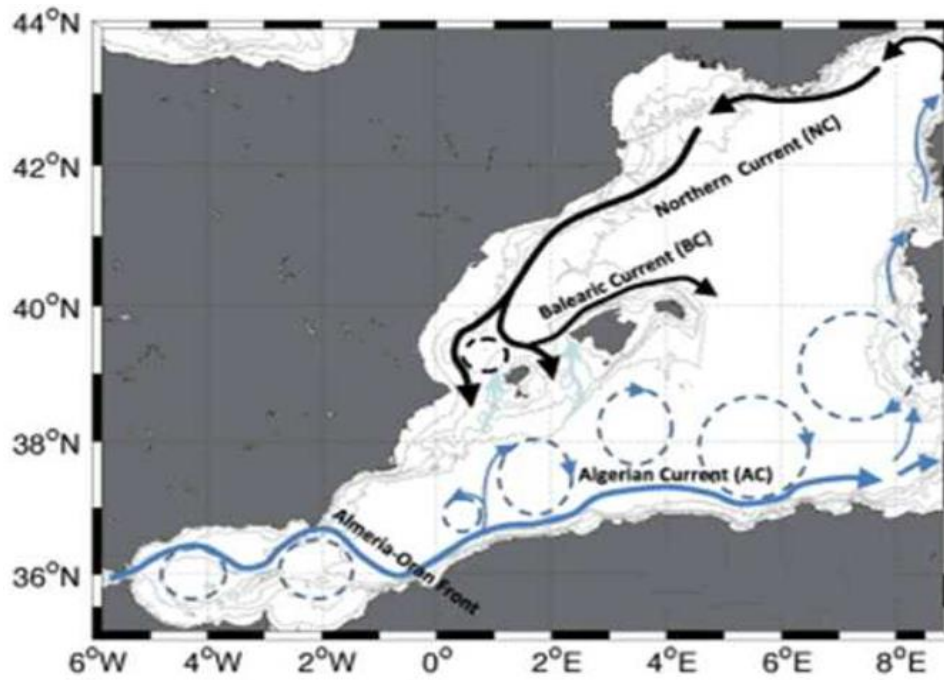 44°N
42°N
40°N
38°N
36°N
6°W
4°W
2°W
0°
2°E
4°E
6°E
8°E
Northern Current (NC)
Balearic Current (BC)
Algerian Current (AC)
Almeria-Oran Front